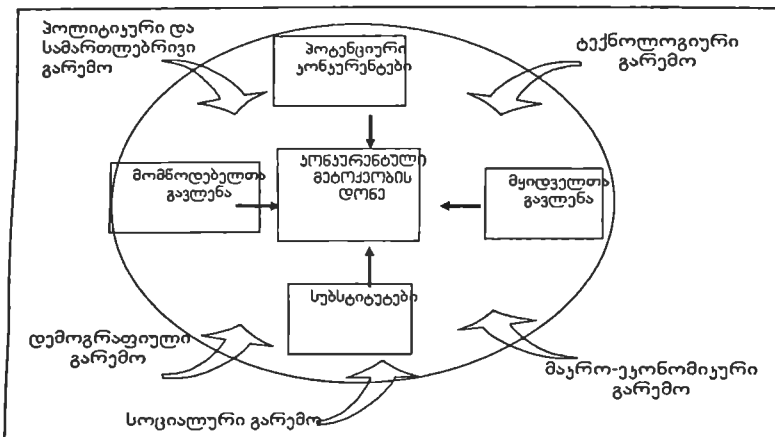 პოლიტიკური და
სამართლებრივი
გარემო
პოტენციური
კონკურენტები
ტექნოლოგიური
გარემო
მომწოდებელთა
გავლენა
კონკურენტული
მეტოქეობის
დონე
მყიდველთა
გავლენა
სუბსტიტუტები
დემოგრაფიული
გარემო
სოციალური გარემო
მაკრო-ეკონომიკური
გარემო